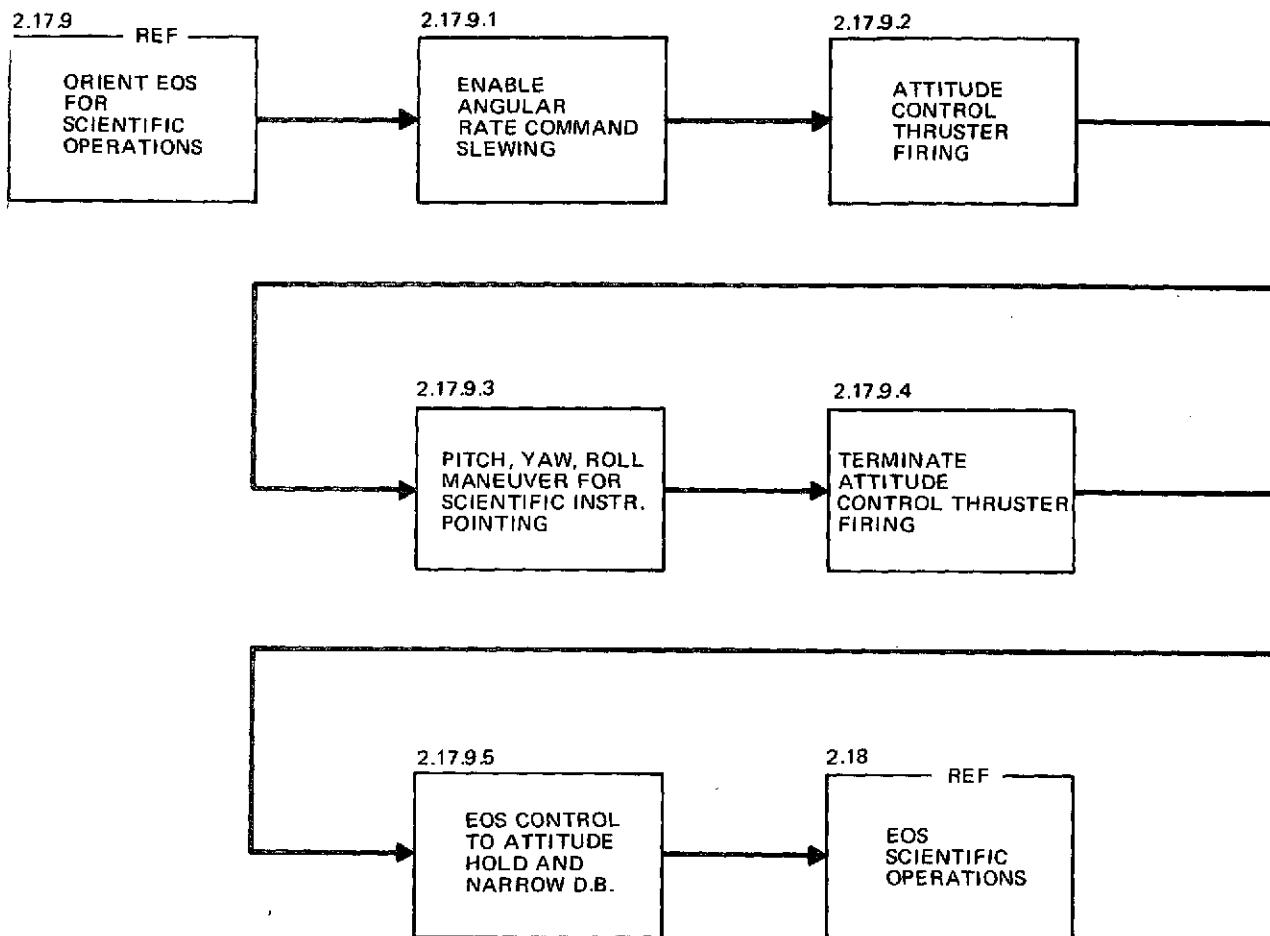 2.17.9
REF
ORIENT EOS
FOR
SCIENTIFIC
OPERATIONS
2.17.9.1
ENABLE
ANGULAR
RATE COMMAND
SLEWING
2.17.9.2
ATTITUDE
CONTROL
THRUSTER
FIRING
2.17.9.3
PITCH, YAW, ROLL
MANEUVER FOR
SCIENTIFIC INSTR.
POINTING
2.17.9.4
TERMINATE
ATTITUDE
CONTROL THRUSTER
FIRING
2.17.9.5
EOS CONTROL
TO ATTITUDE
HOLD AND
NARROW D.B.
2.18
REF
EOS
SCIENTIFIC
OPERATIONS